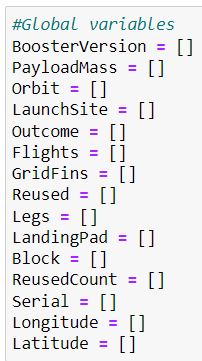 #Global variables
BoosterVersion = []
PayloadMass = []
Orbit = []
LaunchSite = []
Outcome = []
Flights = []
GridFins = []
Reused = []
Legs = []
LandingPad = []
Block = []
ReusedCount = []
Serial = []
Longitude = []
Latitude = []